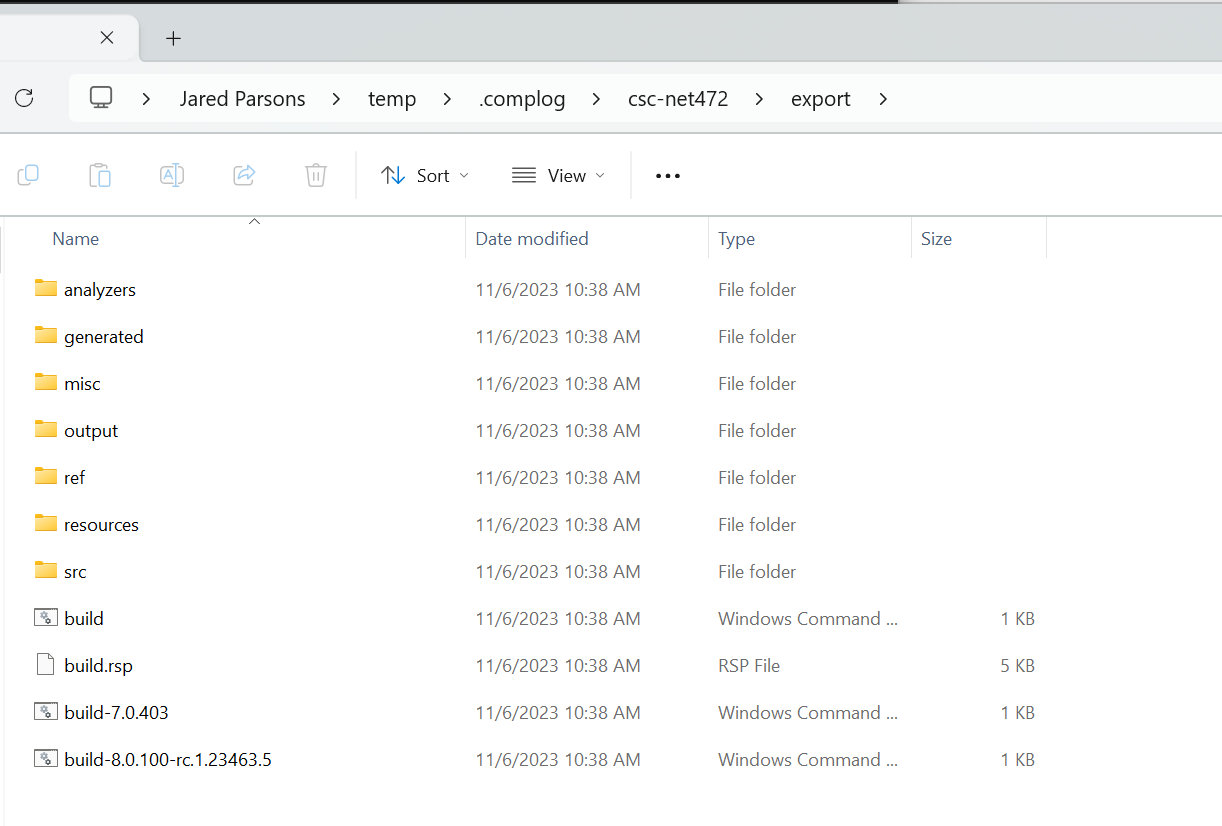 Jared Parsons > temp > .complog > csc-net472 > export >
Sort View
Name Date modified Type Size
analyzers 11/6/2023 10:38 AM File folder
generated 11/6/2023 10:38 AM File folder
misc 11/6/2023 10:38 AM File folder
output 11/6/2023 10:38 AM File folder
ref 11/6/2023 10:38 AM File folder
resources 11/6/2023 10:38 AM File folder
src 11/6/2023 10:38 AM File folder
build 11/6/2023 10:38 AM Windows Command ... 1 KB
build.rsp 11/6/2023 10:38 AM RSP File 5 KB
build-7.0.403 11/6/2023 10:38 AM Windows Command ... 1 KB
build-8.0.100-rc.1.23463.5 11/6/2023 10:38 AM Windows Command ... 1 KB